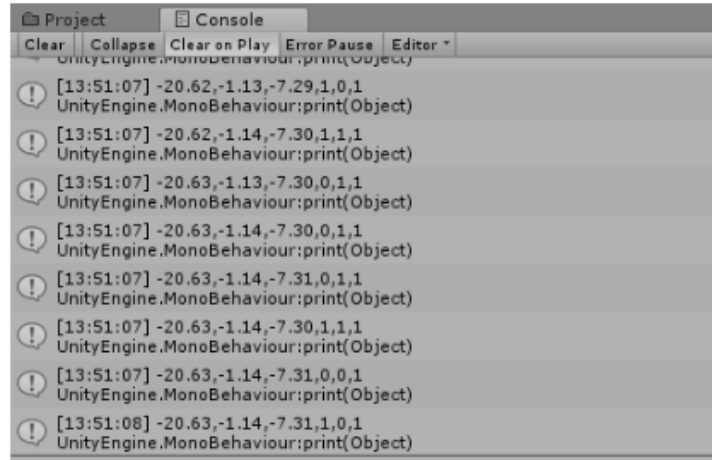 Project
Console
Clear Collapse Clear on Play Error Pause Editor
UnityEngine.MonoBehaviour:print(Object)
[13:51:07] -20.62,-1.13,-7.29,1,0,1
UnityEngine.MonoBehaviour:print(Object)
[13:51:07] -20.62,-1.14,-7.30,1,1,1
UnityEngine.MonoBehaviour:print(Object)
[13:51:07] -20.63,-1.13,-7.30,0,1,1
UnityEngine.MonoBehaviour:print(Object)
[13:51:07] -20.63,-1.14,-7.30,0,1,1
UnityEngine.MonoBehaviour:print(Object)
[13:51:07] -20.63,-1.14,-7.31,0,1,1
UnityEngine.MonoBehaviour:print(Object)
[13:51:07] -20.63,-1.14,-7.30,1,1,1
UnityEngine.MonoBehaviour:print(Object)
[13:51:07] -20.63,-1.14,-7.31,0,0,1
UnityEngine.MonoBehaviour:print(Object)
[13:51:08] -20.63,-1.14,-7.31,1,0,1
UnityEngine.MonoBehaviour:print(Object)